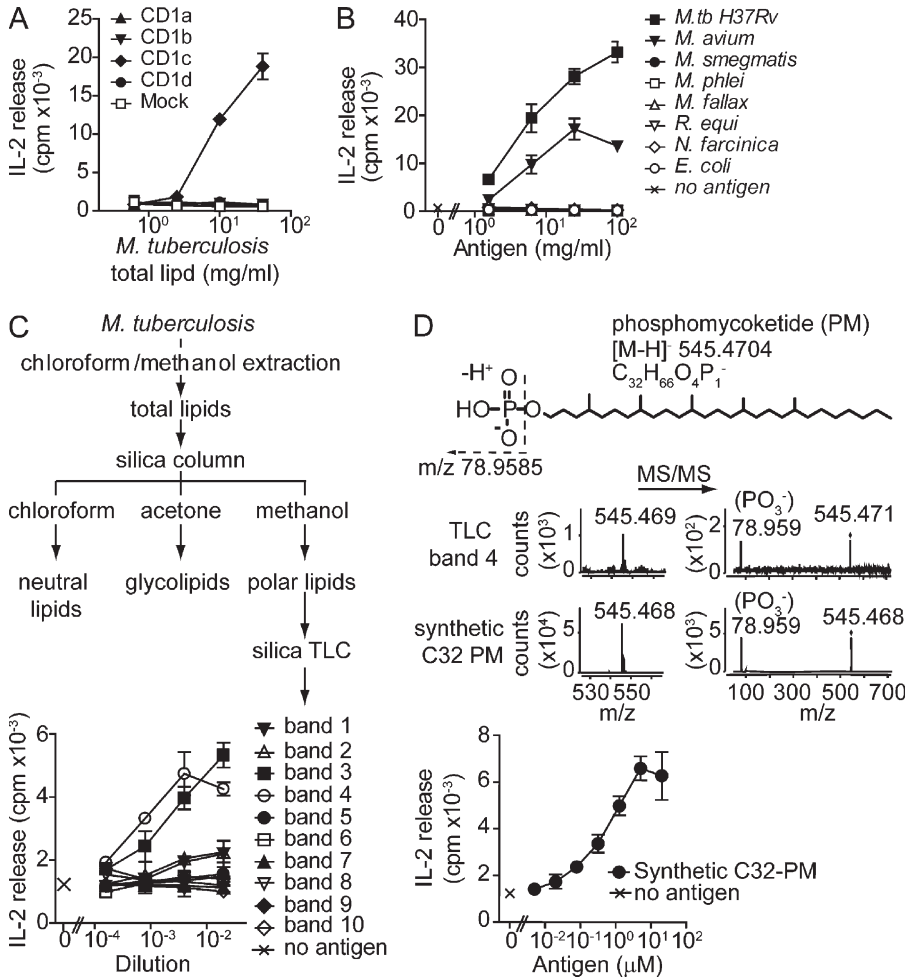 A
25
20
15
10
5
0
IL-2 release
(cpm x10-3)
CD1a
CD1b
CD1c
CD1d
Mock
100 101 102
M. tuberculosis
total lipd (mg/ml)
B
40
30
20
10
0
IL-2 release
(cpm x10-3)
0 100 101 102
Antigen (mg/ml)
M.tb H37Rv
M. avium
M. smegmatis
M. phlei
M. fallax
R. equi
N. farcinica
E. coli
no antigen
C
M. tuberculosis
chloroform/methanol extraction
total lipids
silica column
chloroform acetone methanol
neutral glycolipids polar lipids
lipids
silica TLC
6
4
2
0
IL-2 release (cpm x10-3)
0 10-4 10-3 10-2
Dilution
band 1
band 2
band 3
band 4
band 5
band 6
band 7
band 8
band 9
band 10
no antigen
D
phosphomycoketide (PM)
[M-H]- 545.4704
C32H66O4P1-
-H+
O
HO-P-O
-O
m/z 78.9585
MS/MS
TLC
band 4
counts
(x103)
1
0
545.469
(x102)
2
0
(PO3-)
78.959
545.471
synthetic
C32 PM
counts
(x104)
5
0
545.468
(x103)
5
0
(PO3-)
78.959
545.468
530 550
m/z
100 300 500 700
m/z
8
6
4
2
0
IL-2 release
(cpm x10-3)
Synthetic C32-PM
no antigen
0 10-2 10-1 100 101 102
Antigen (μM)